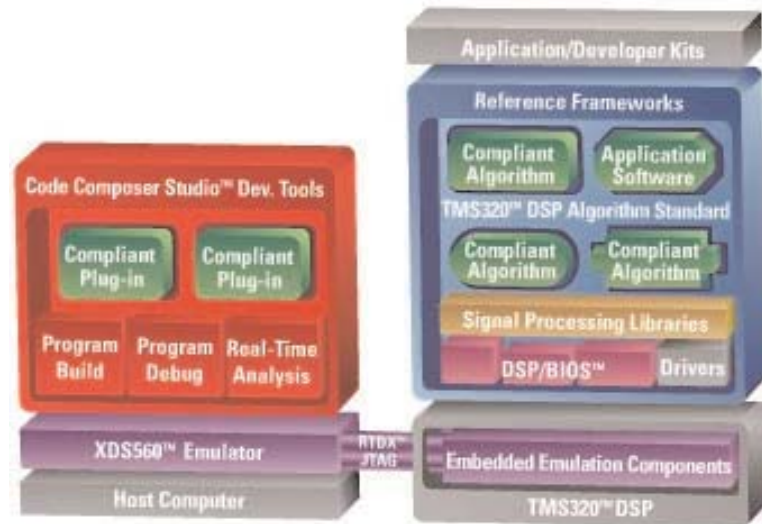 Application/Developer Kits
Reference Frameworks
Compliant
Algorithm
Application
Software
TMS320™ DSP Algorithm Standard
Compliant
Algorithm
Compliant
Algorithm
Signal Processing Libraries
DSP/BIOS™
Drivers
Code Composer Studio™ Dev. Tools
Compliant
Plug-in
Compliant
Plug-in
Program
Build
Program
Debug
Real-Time
Analysis
XDS560™ Emulator
RTDX™
JTAG
Embedded Emulation Components
Host Computer
TMS320™ DSP